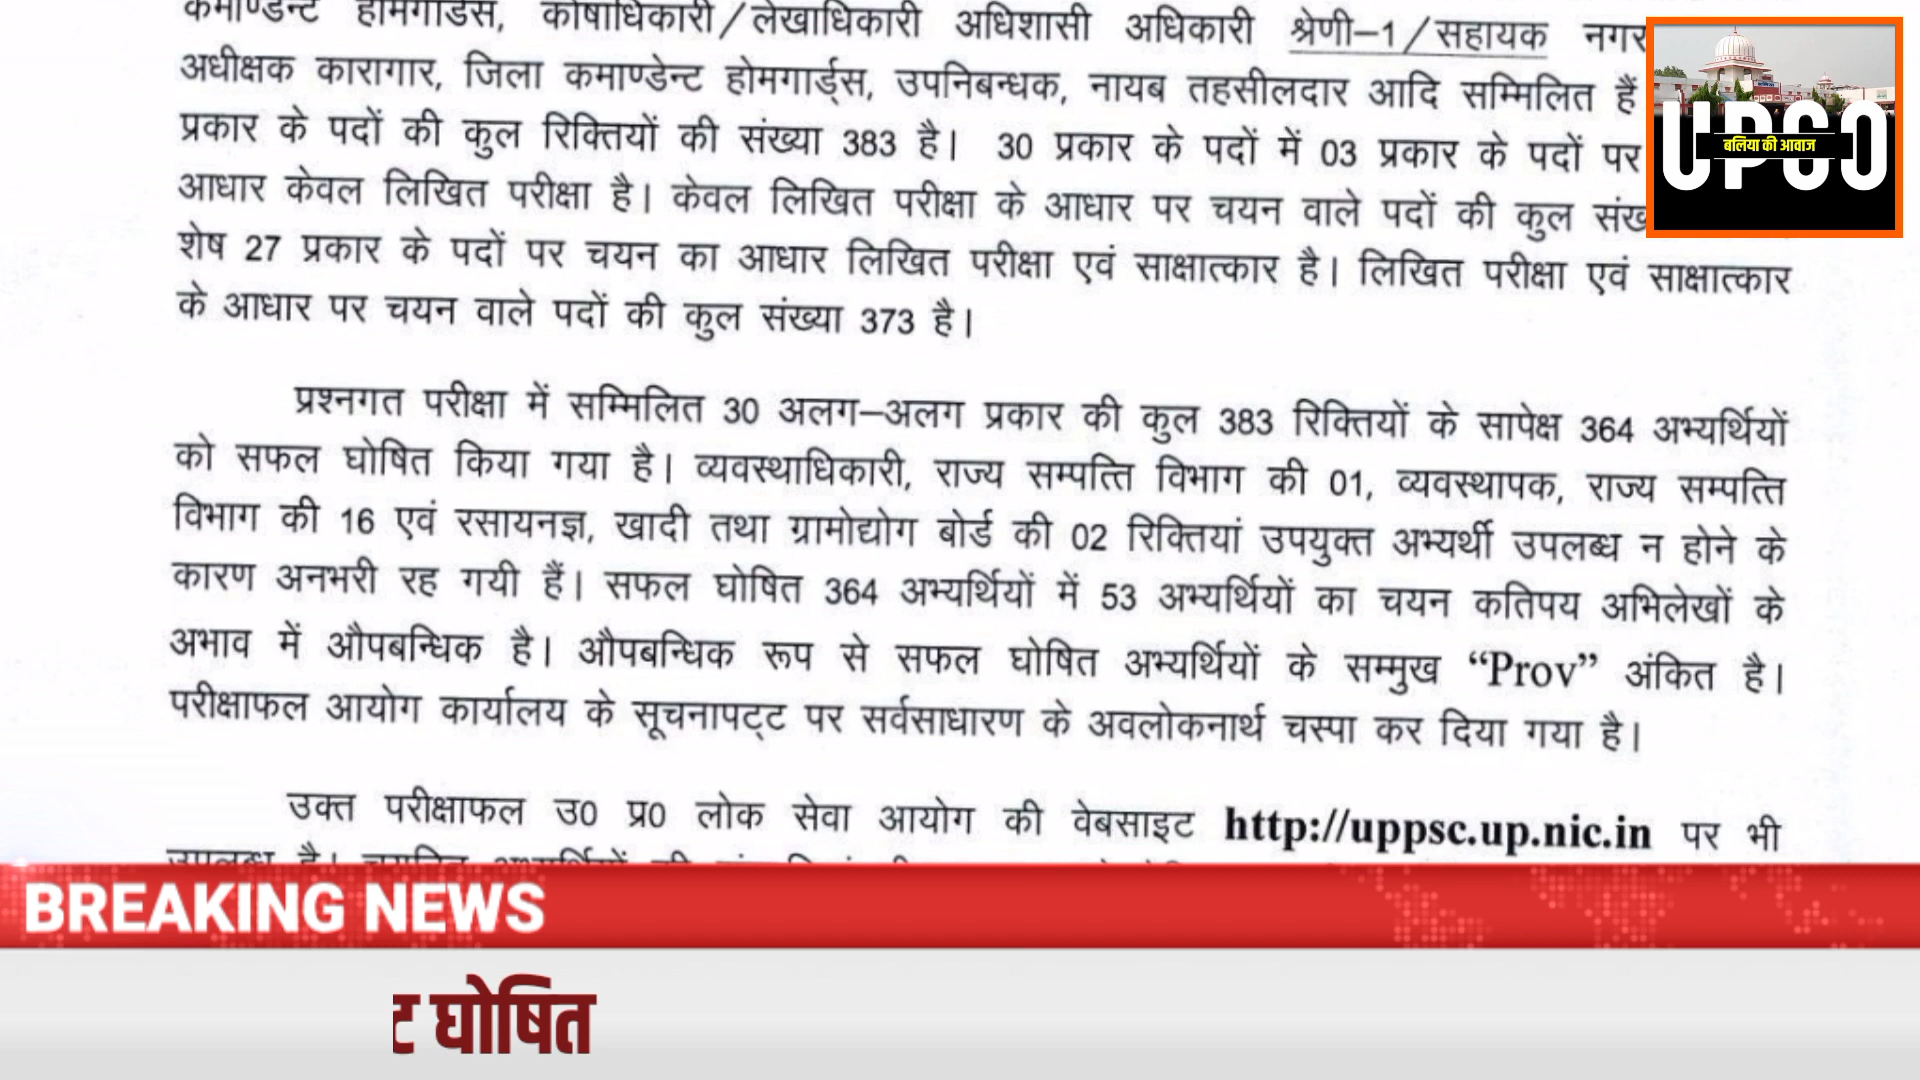 कमाण्डेन्ट होमगार्डस, कोषाधिकारी/लेखाधिकारी अधिशासी अधिकारी श्रेणी–1/सहायक नगर
अधीक्षक कारागार, जिला कमाण्डेन्ट होमगार्ड्स, उपनिबन्धक, नायब तहसीलदार आदि सम्मिलित हैं
प्रकार के पदों की कुल रिक्तियों की संख्या 383 है। 30 प्रकार के पदों में 03 प्रकार के पदों पर
आधार केवल लिखित परीक्षा है। केवल लिखित परीक्षा के आधार पर चयन वाले पदों की कुल
शेष 27 प्रकार के पदों पर चयन का आधार लिखित परीक्षा एवं साक्षात्कार है। लिखित परीक्षा एवं साक्षात्कार
के आधार पर चयन वाले पदों की कुल संख्या 373 है।
प्रश्नगत परीक्षा में सम्मिलित 30 अलग–अलग प्रकार की कुल 383 रिक्तियों के सापेक्ष 364 अभ्यर्थियों
को सफल घोषित किया गया है। व्यवस्थाधिकारी, राज्य सम्पत्ति विभाग की 01, व्यवस्थापक, राज्य सम्पत्ति
विभाग की 16 एवं रसायनज्ञ, खादी तथा ग्रामोद्योग बोर्ड की 02 रिक्तियां उपयुक्त अभ्यर्थी उपलब्ध न होने के
कारण अनभरी रह गयी हैं। सफल घोषित 364 अभ्यर्थियों में 53 अभ्यर्थियों का चयन कतिपय अभिलेखों के
अभाव में औपबन्धिक है। औपबन्धिक रूप से सफल घोषित अभ्यर्थियों के सम्मुख “Prov” अंकित है।
परीक्षाफल आयोग कार्यालय के सूचनापट्ट पर सर्वसाधारण के अवलोकनार्थ चस्पा कर दिया गया है।
उक्त परीक्षाफल उ0 प्र0 लोक सेवा आयोग की वेबसाइट http://uppsc.up.nic.in पर भी
UP60
बलिया की आवाज
BREAKING NEWS
घोषित